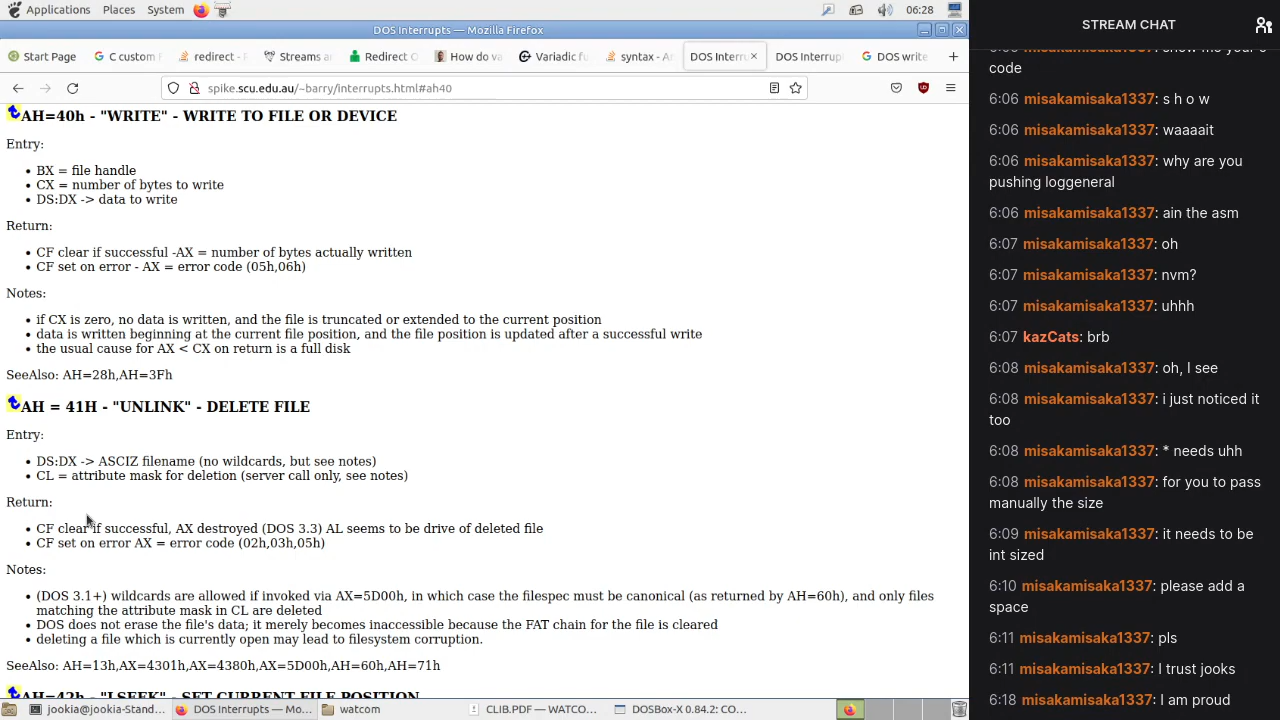 Applications Places System 06:28
DOS Interrupts — Mozilla Firefox
Start Page C custom redirect - Streams a Redirect O How do va Variadic fu syntax - As DOS Interru DOS Interrup DOS write
spike.scu.edu.au/~barry/interrupts.html#ah40
AH=40h - "WRITE" - WRITE TO FILE OR DEVICE
Entry:
• BX = file handle
• CX = number of bytes to write
• DS:DX -> data to write
Return:
• CF clear if successful -AX = number of bytes actually written
• CF set on error - AX = error code (05h,06h)
Notes:
• if CX is zero, no data is written, and the file is truncated or extended to the current position
• data is written beginning at the current file position, and the file position is updated after a successful write
• the usual cause for AX < CX on return is a full disk
SeeAlso: AH=28h,AH=3Fh
AH = 41H - "UNLINK" - DELETE FILE
Entry:
• DS:DX -> ASCIZ filename (no wildcards, but see notes)
• CL = attribute mask for deletion (server call only, see notes)
Return:
• CF clear if successful, AX destroyed (DOS 3.3) AL seems to be drive of deleted file
• CF set on error AX = error code (02h,03h,05h)
Notes:
• (DOS 3.1+) wildcards are allowed if invoked via AX=5D00h, in which case the filespec must be canonical (as returned by AH=60h), and only files
matching the attribute mask in CL are deleted
• DOS does not erase the file's data; it merely becomes inaccessible because the FAT chain for the file is cleared
• deleting a file which is currently open may lead to filesystem corruption.
SeeAlso: AH=13h,AX=4301h,AX=4380h,AX=5D00h,AH=60h,AH=71h
AH=42h - "LSEEK" - SET CURRENT FILE POSITION
jookia@jookia-Stand... DOS Interrupts — Mo... watcom CLIB.PDF — WATCO... DOSBox-X 0.84.2: CO...
STREAM CHAT
code
6:06 misakamisaka1337: s h o w
6:06 misakamisaka1337: waaaait
6:06 misakamisaka1337: why are you
pushing loggeneral
6:06 misakamisaka1337: ain the asm
6:07 misakamisaka1337: oh
6:07 misakamisaka1337: nvm?
6:07 misakamisaka1337: uhhh
6:07 kazCats: brb
6:08 misakamisaka1337: oh, I see
6:08 misakamisaka1337: i just noticed it
too
6:08 misakamisaka1337: * needs uhh
6:08 misakamisaka1337: for you to pass
manually the size
6:09 misakamisaka1337: it needs to be
int sized
6:10 misakamisaka1337: please add a
space
6:11 misakamisaka1337: pls
6:11 misakamisaka1337: I trust jooks
6:18 misakamisaka1337: I am proud